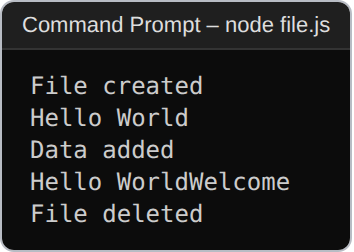 Command Prompt – node file.js
File created
Hello World
Data added
Hello WorldWelcome
File deleted